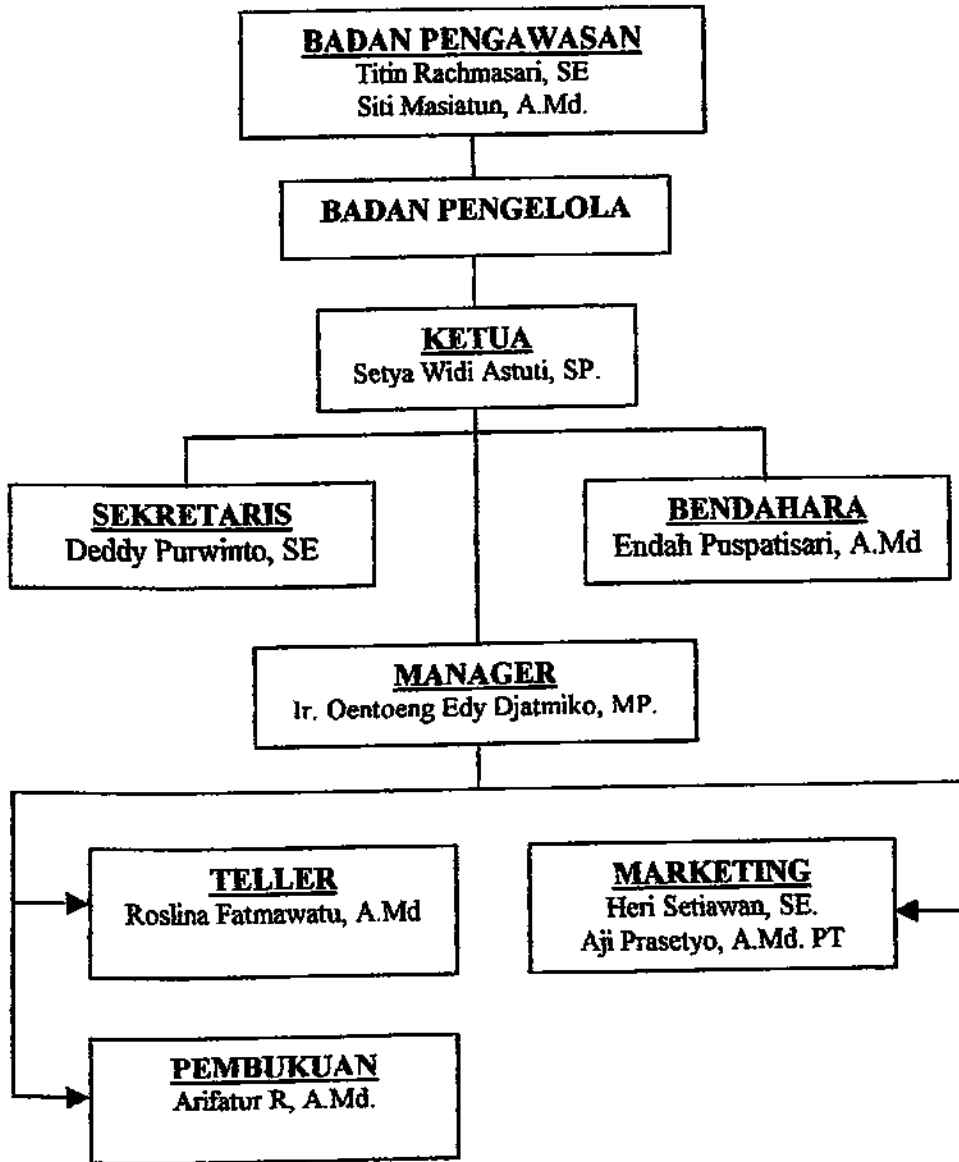 BADAN PENGAWASAN
Titin Rachmasari, SE
Siti Masiatun, A.Md.
BADAN PENGELOLA
KETUA
Setya Widi Astuti, SP.
SEKRETARIS
Deddy Purwinto, SE
BENDAHARA
Endah Puspatisari, A.Md
MANAGER
Ir. Oentoeng Edy Djatmiko, MP.
TELLER
Roslina Fatmawatu, A.Md
MARKETING
Heri Setiawan, SE.
Aji Prasetyo, A.Md. PT
PEMBUKUAN
Arifatur R, A.Md.